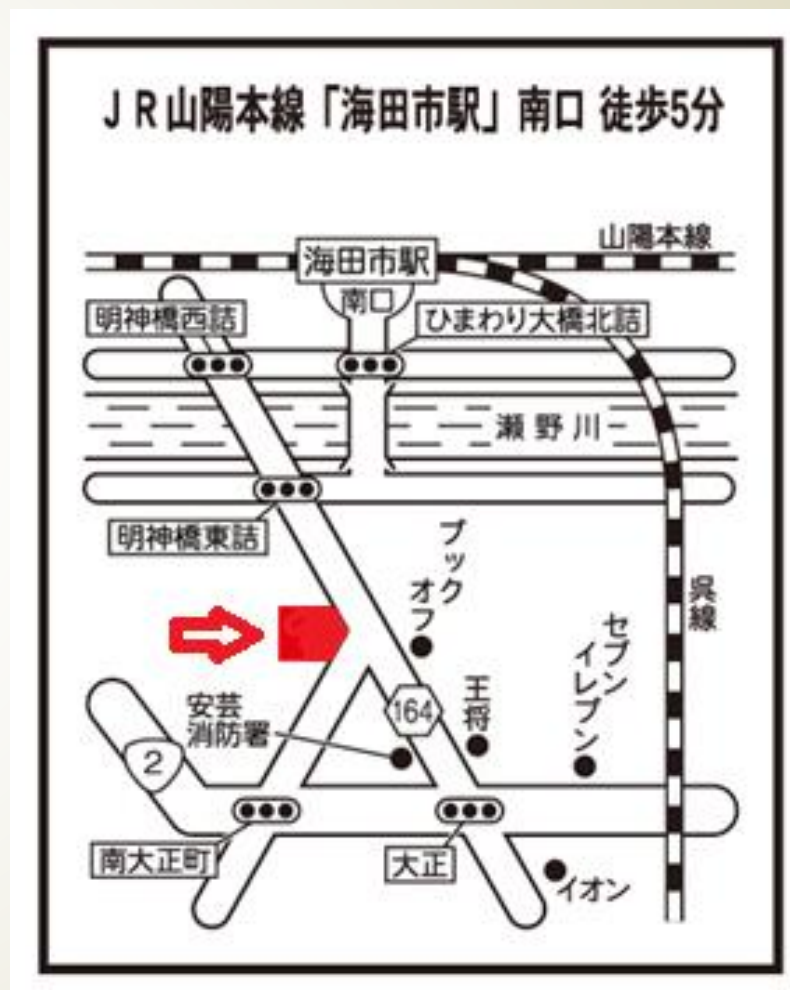 JR山陽本線「海田市駅」南口 徒歩5分
山陽本線
海田市駅
南口
明神橋西詰
ひまわり大橋北詰
瀬野川
明神橋東詰
ブック
オフ
呉線
セブン
イレブン
王将
164
安芸
消防署
2
南大正町
大正
イオン